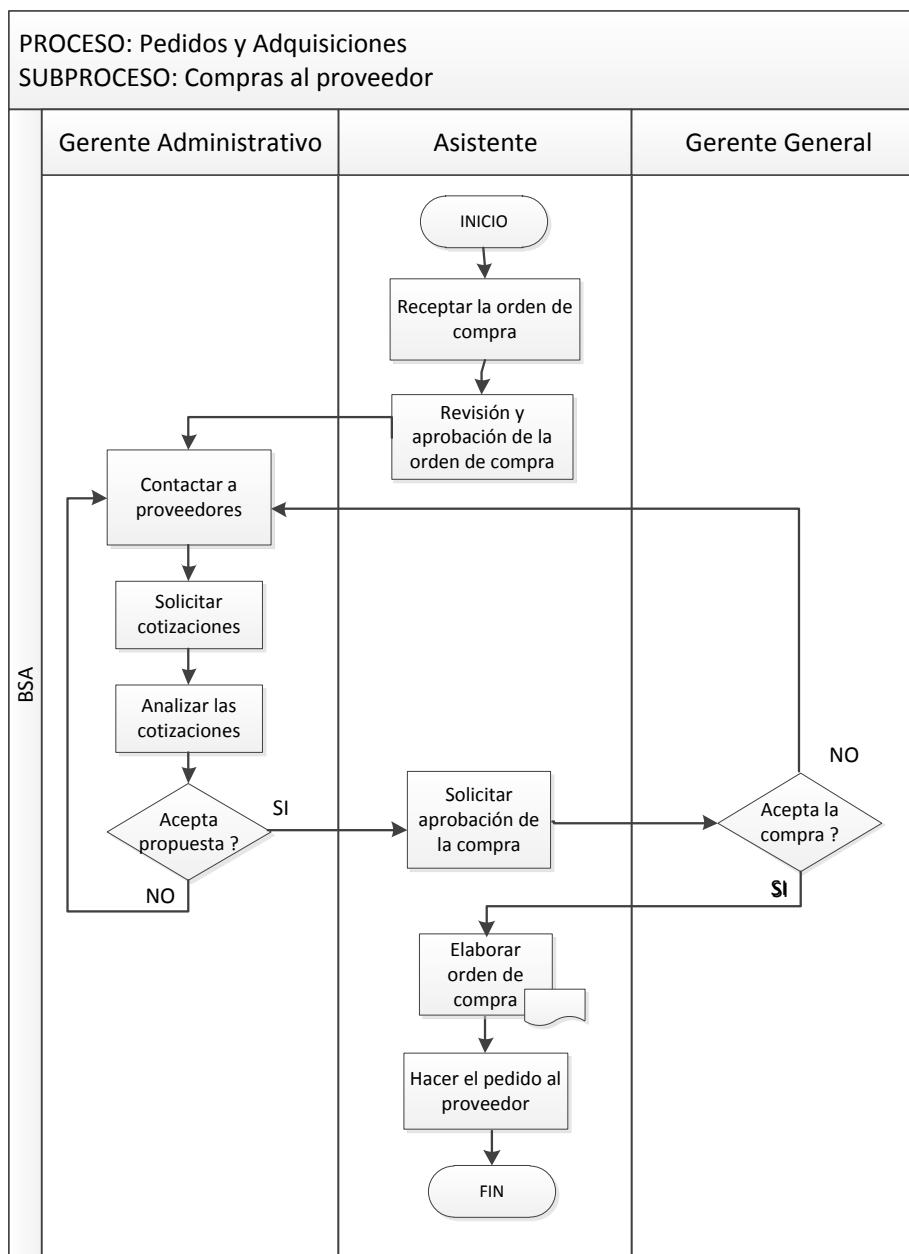 PROCESO: Pedidos y Adquisiciones
SUBPROCESO: Compras al proveedor
Gerente Administrativo
Asistente
Gerente General
BSA
INICIO
Receptar la orden de
compra
Revisión y
aprobación de la
orden de compra
Contactar a
proveedores
Solicitar
cotizaciones
Analizar las
cotizaciones
Acepta
propuesta ?
SI
NO
Solicitar
aprobación de
la compra
Acepta la
compra ?
NO
SI
Elaborar
orden de
compra
Hacer el pedido al
proveedor
FIN